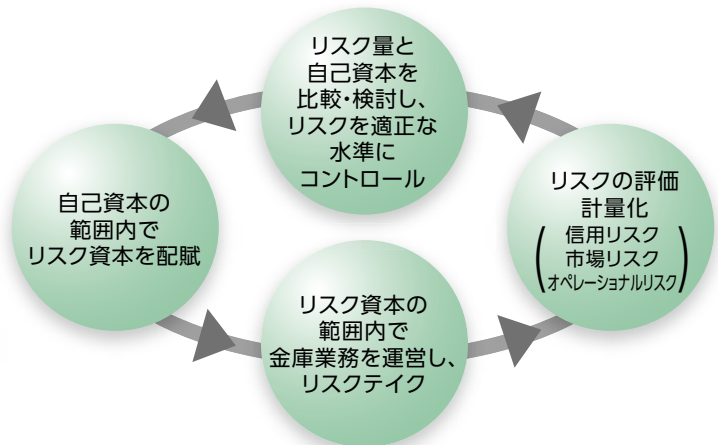 リスク量と
自己資本を
比較・検討し、
リスクを適正な
水準に
コントロール
自己資本の
範囲内で
リスク資本を配賦
リスクの評価
計量化
(信用リスク
市場リスク
オペレーショナルリスク)
リスク資本の
範囲内で
金庫業務を運営し、
リスクテイク